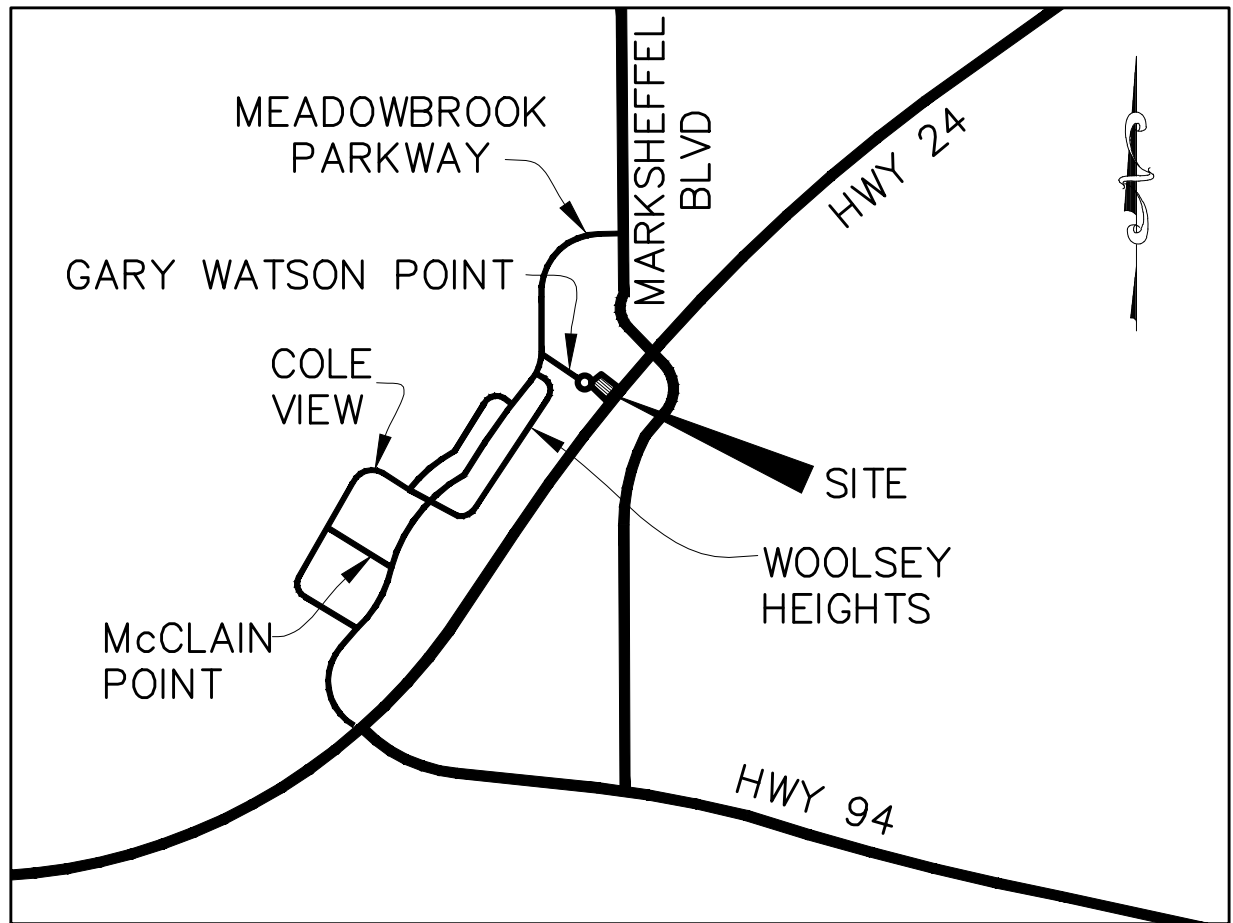 MARKSHEFFEL
BLVD
MEADOWBROOK
PARKWAY
HWY 24
GARY WATSON POINT
COLE
VIEW
SITE
WOOLSEY
HEIGHTS
McCLAIN
POINT
HWY 94